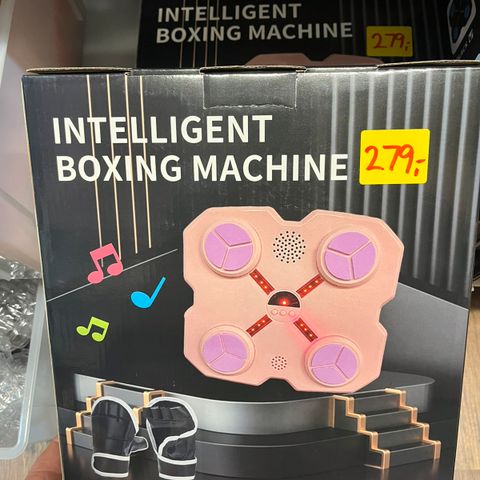 INTELLIGENT
BOXING MACHINE
279,-
INTELLIGENT
BOXING MACHINE
279,-